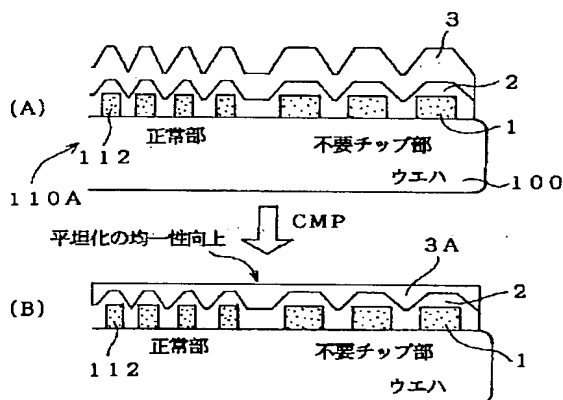 3
2
(A)
1
112
正常部
不要チップ部
ウエハ
100
110A
CMP
平坦化の均一性向上
3A
(B)
2
正常部
不要チップ部
1
112
ウエハ